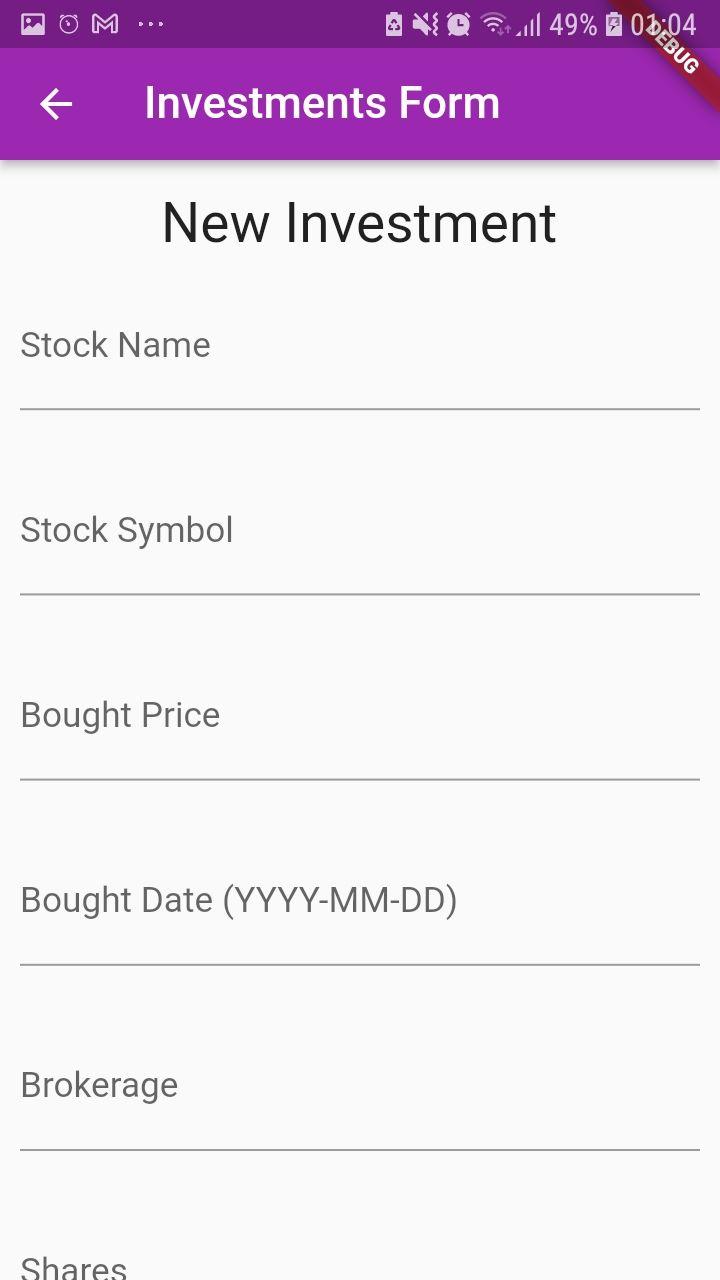 49% 01:04
DEBUG
Investments Form
New Investment
Stock Name
Stock Symbol
Bought Price
Bought Date (YYYY-MM-DD)
Brokerage
Shares